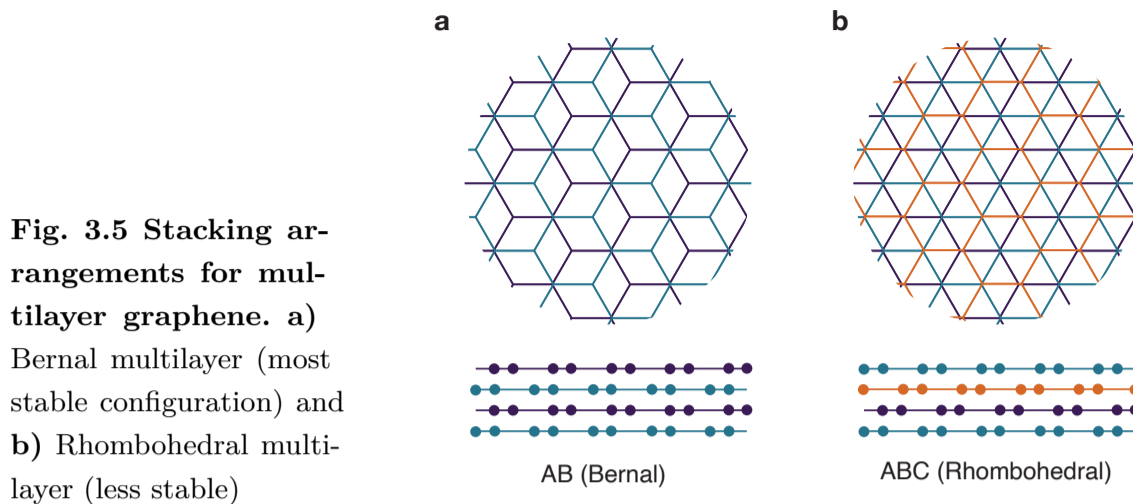 a
b
Fig. 3.5 Stacking ar-
rangements for mul-
tilayer graphene. a)
Bernal multilayer (most
stable configuration) and
b) Rhombohedral multi-
layer (less stable)
AB (Bernal)
ABC (Rhombohedral)